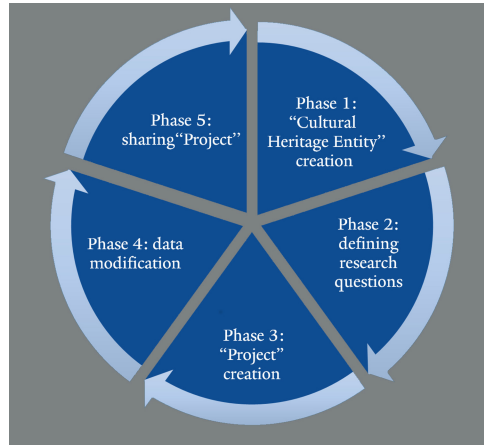 Phase 1:
“Cultural
Heritage Entity”
creation
Phase 2:
defining
research
questions
Phase 3:
“Project”
creation
Phase 4: data
modification
Phase 5:
sharing“Project”